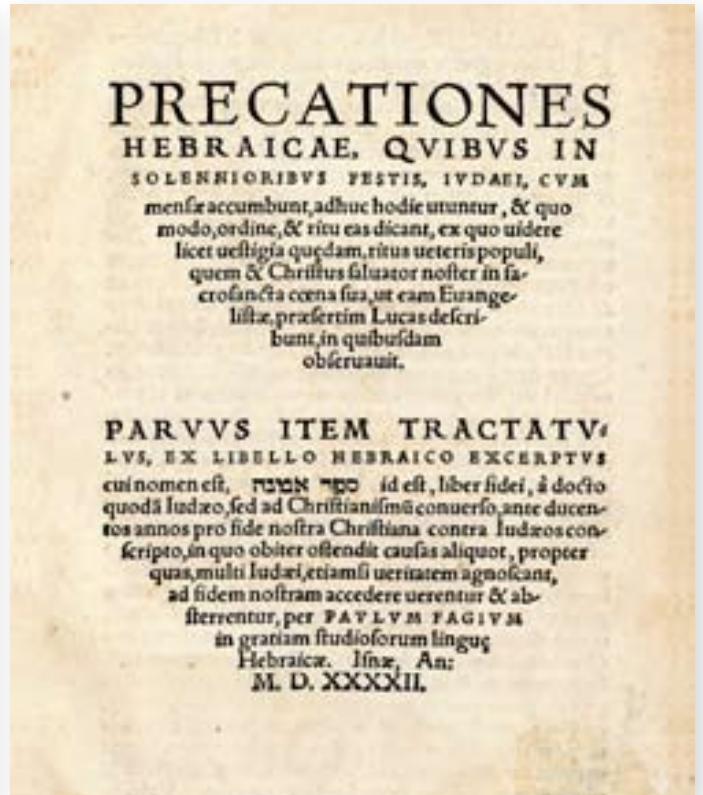 PRECATIONES
HEBRAICAE, QVIBVS IN
SOLENNIORIBVS FESTIS, IVDAEI, CVM
mensæ accumbunt, adhuc hodie utuntur, & quo
modo, ordine, & ritu eas dicant, ex quo uidere
licet uestigia quędam, ritus ueteris populi,
quem & Christus saluator noster in sa-
crosancta cœna sua, ut eam Euange-
listæ, præsertim Lucas descri-
bunt, in quibusdam
obseruauit.
PARVVS ITEM TRACTATV-
LVS, EX LIBELLO HEBRAICO EXCERPTVS
cui nomen est, ספר אמונה id est, liber fidei, à docto
quodā Iudæo, sed ad Christianismū conuerso, ante ducen-
tos annos pro fide nostra Christiana contra Iudæos con-
scripto, in quo obiter ostendit causas aliquot, propter
quas, multi Iudæi, etiamsi ueritatem agnoscant,
ad fidem nostram accedere uerentur & ab-
sterrentur, per PAVLVM FAGIVM
in gratiam studiosorum linguę
Hebraicæ. Isnæ, An:
M. D. XXXXII.